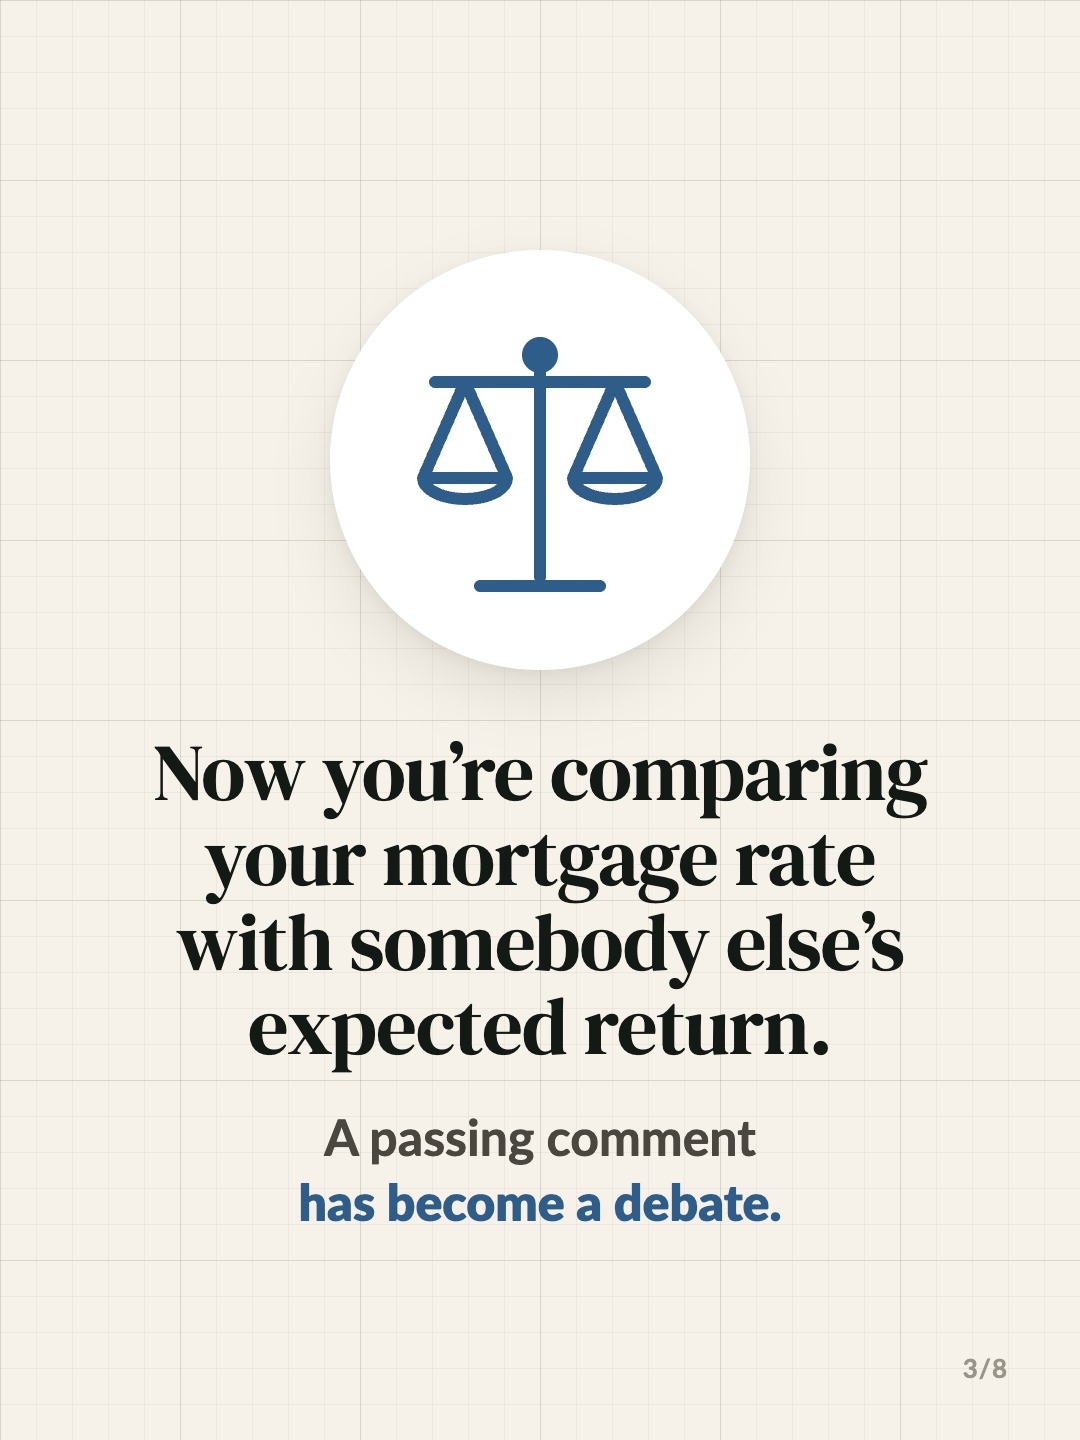 Now you’re comparing
your mortgage rate
with somebody else’s
expected return.
A passing comment
has become a debate.
3/8